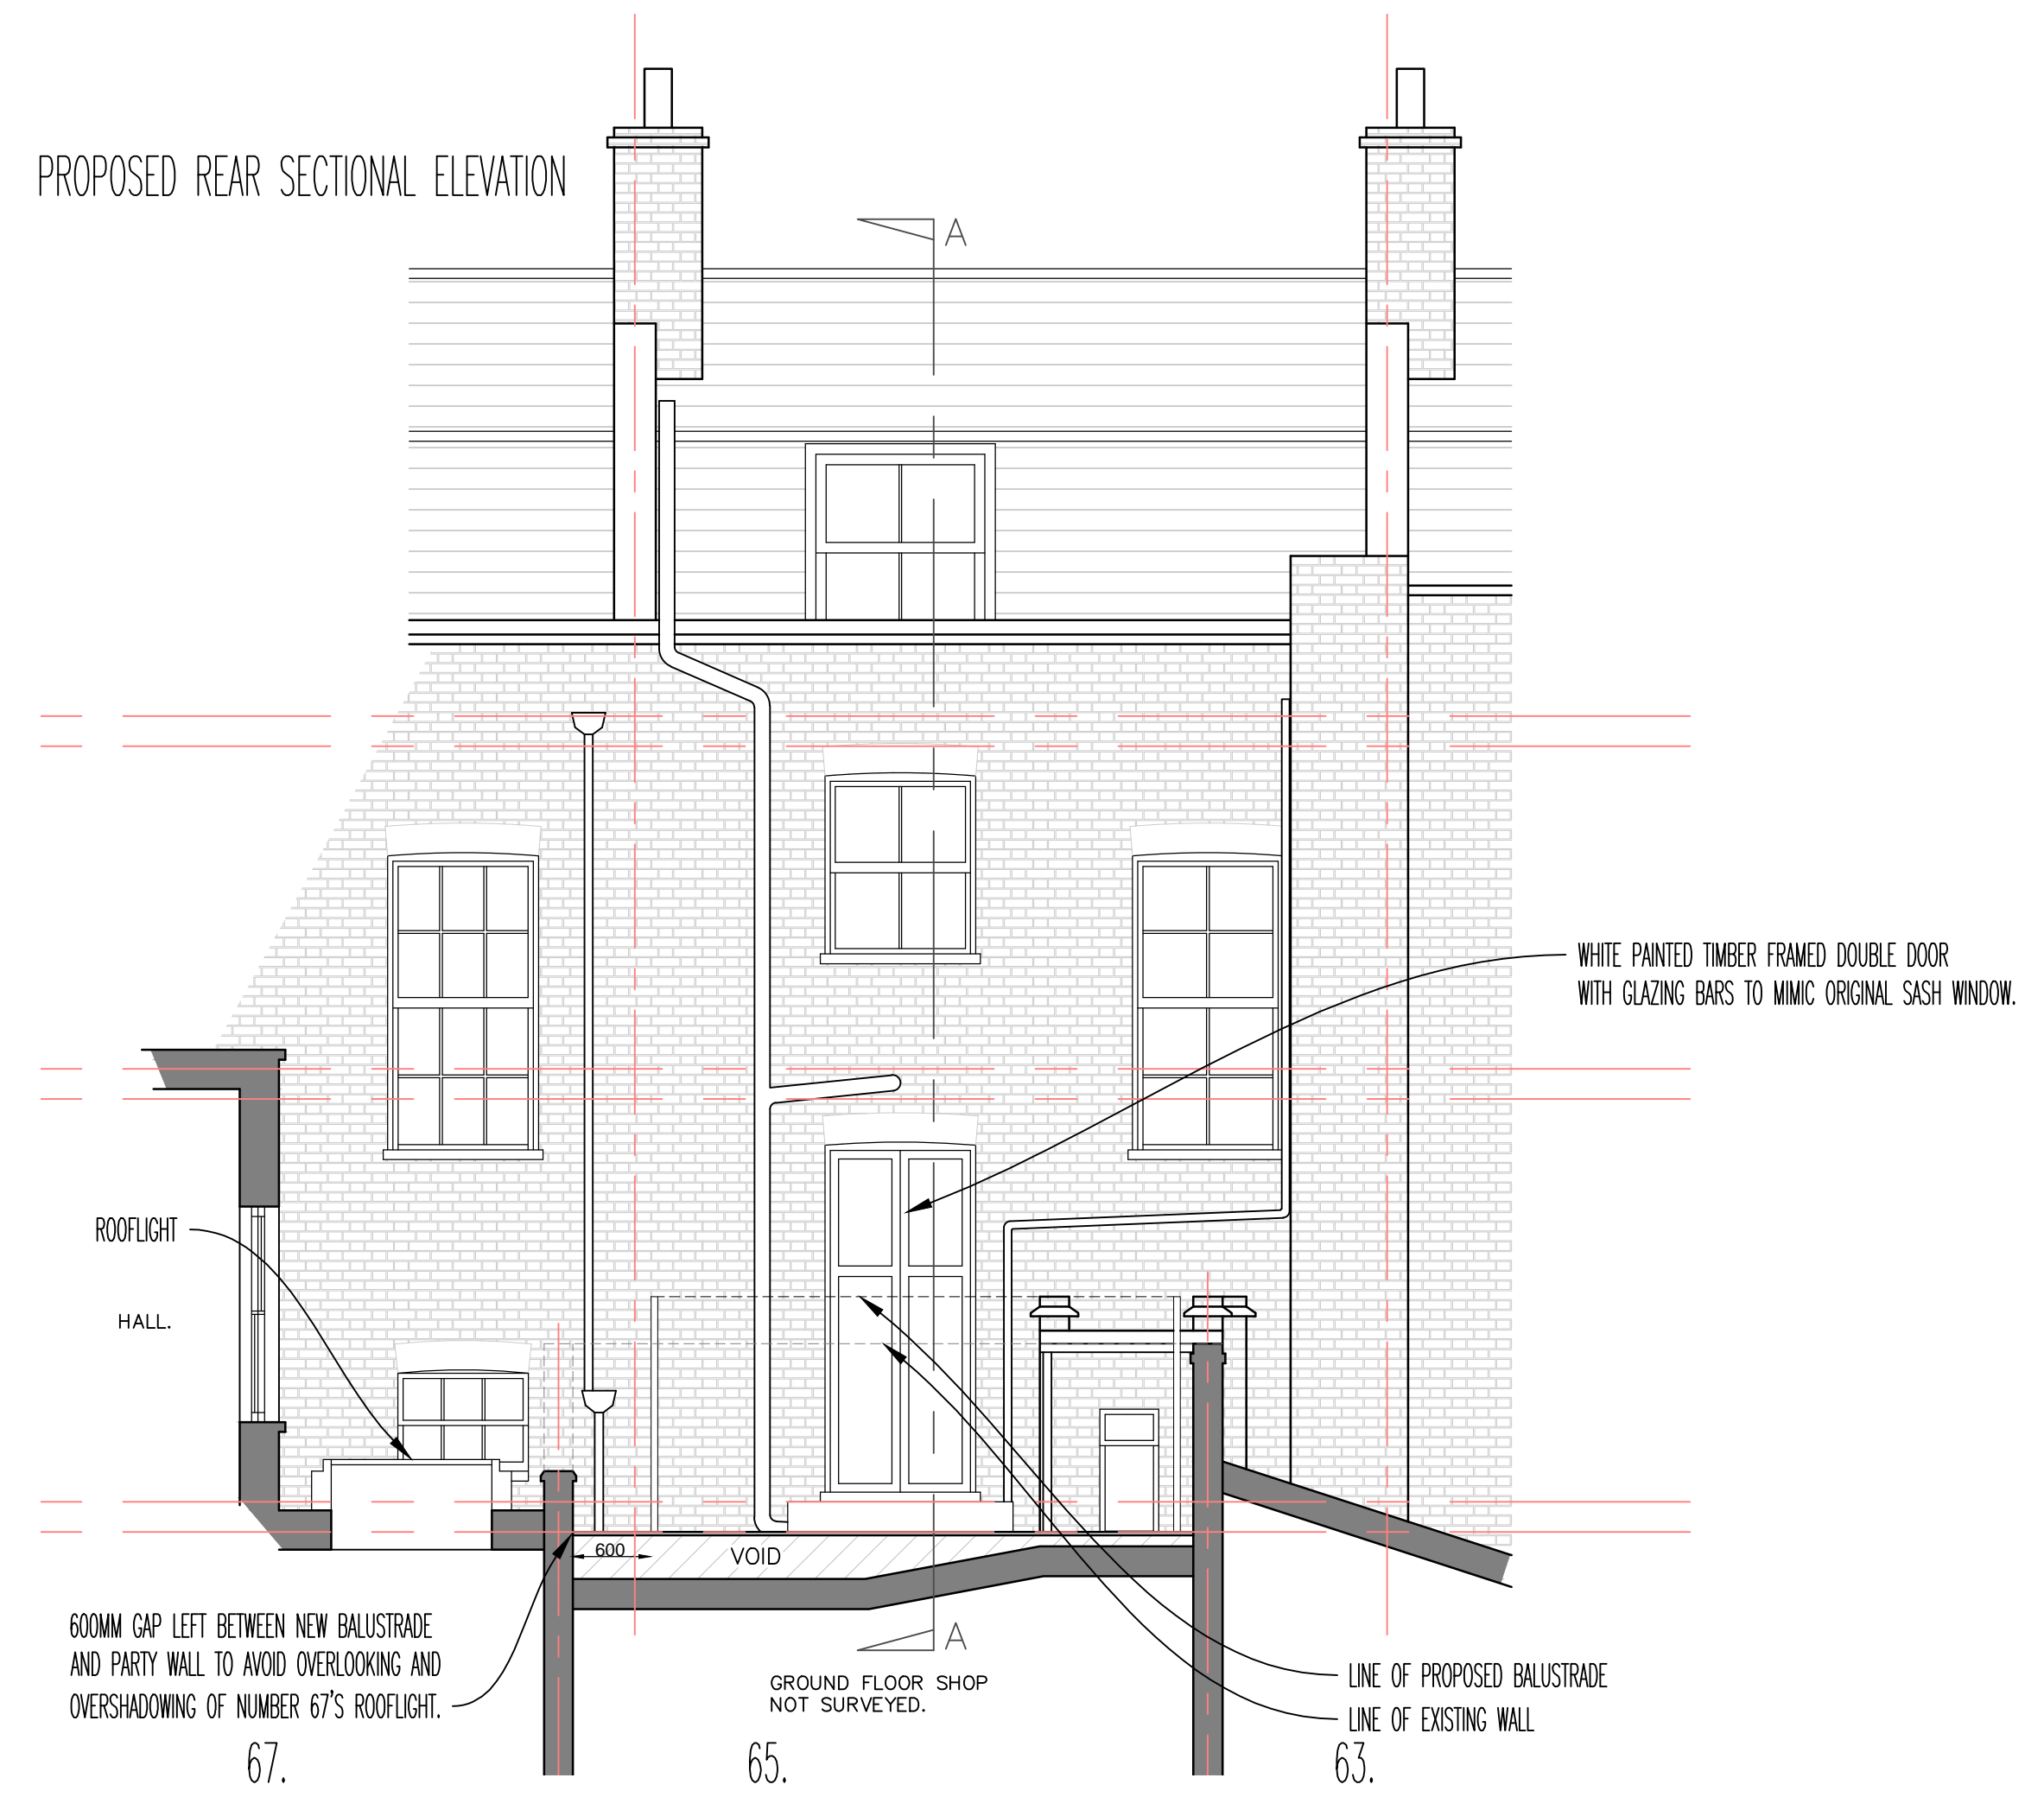 PROPOSED REAR SECTIONAL ELEVATION
A
WHITE PAINTED TIMBER FRAMED DOUBLE DOOR
WITH GLAZING BARS TO MIMIC ORIGINAL SASH WINDOW.
ROOFLIGHT
HALL.
600
VOID
600MM GAP LEFT BETWEEN NEW BALUSTRADE
AND PARTY WALL TO AVOID OVERLOOKING AND
OVERSHADOWING OF NUMBER 67'S ROOFLIGHT.
A
GROUND FLOOR SHOP
NOT SURVEYED.
LINE OF PROPOSED BALUSTRADE
LINE OF EXISTING WALL
67.
65.
63.